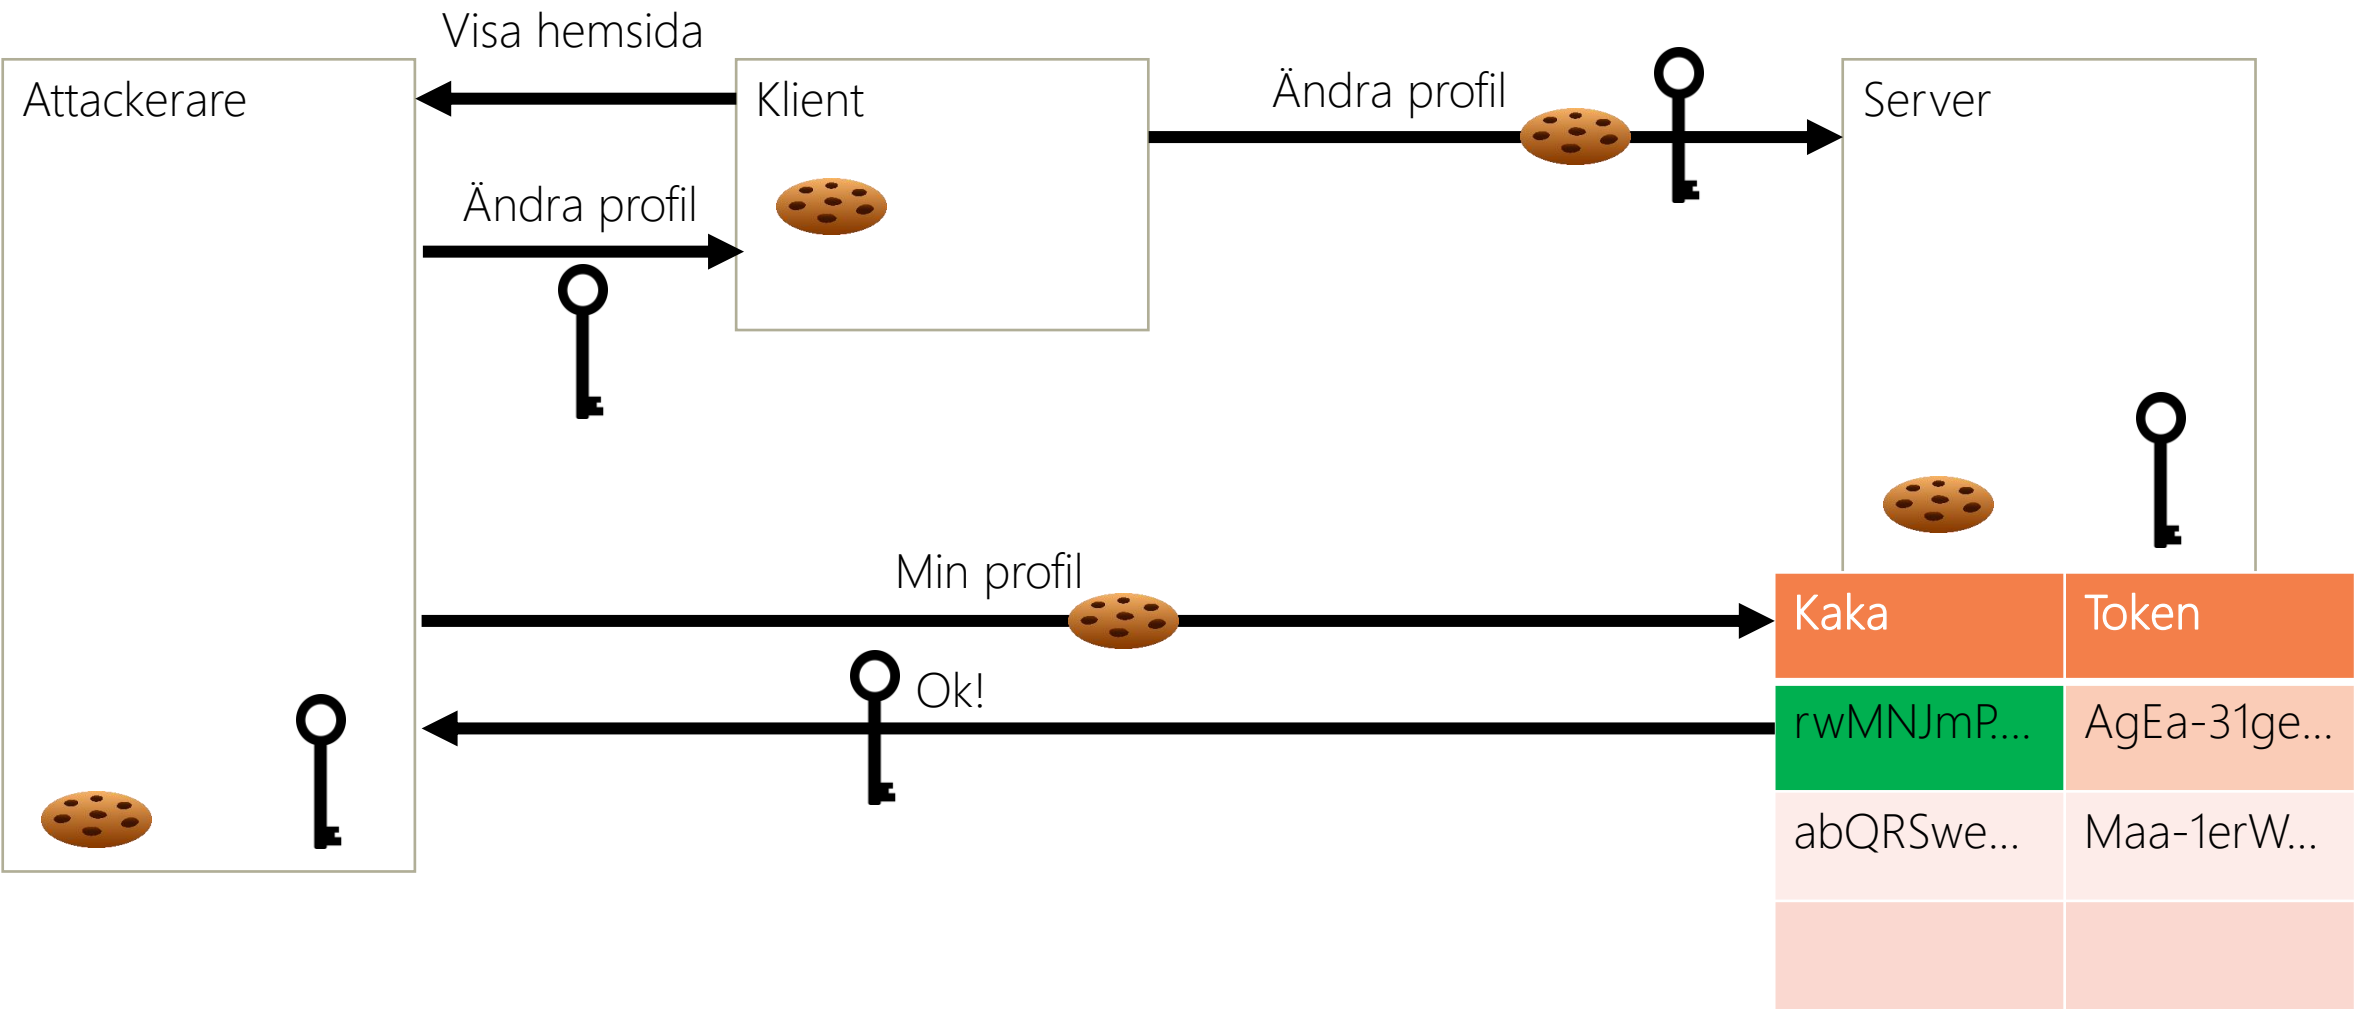 Visa hemsida
Attackerare
Klient
Ändra profil
Server
Ändra profil
Min profil
Ok!
Kaka Token
rwMNJmP.... AgEa-31ge...
abQRSwe... Maa-1erW...